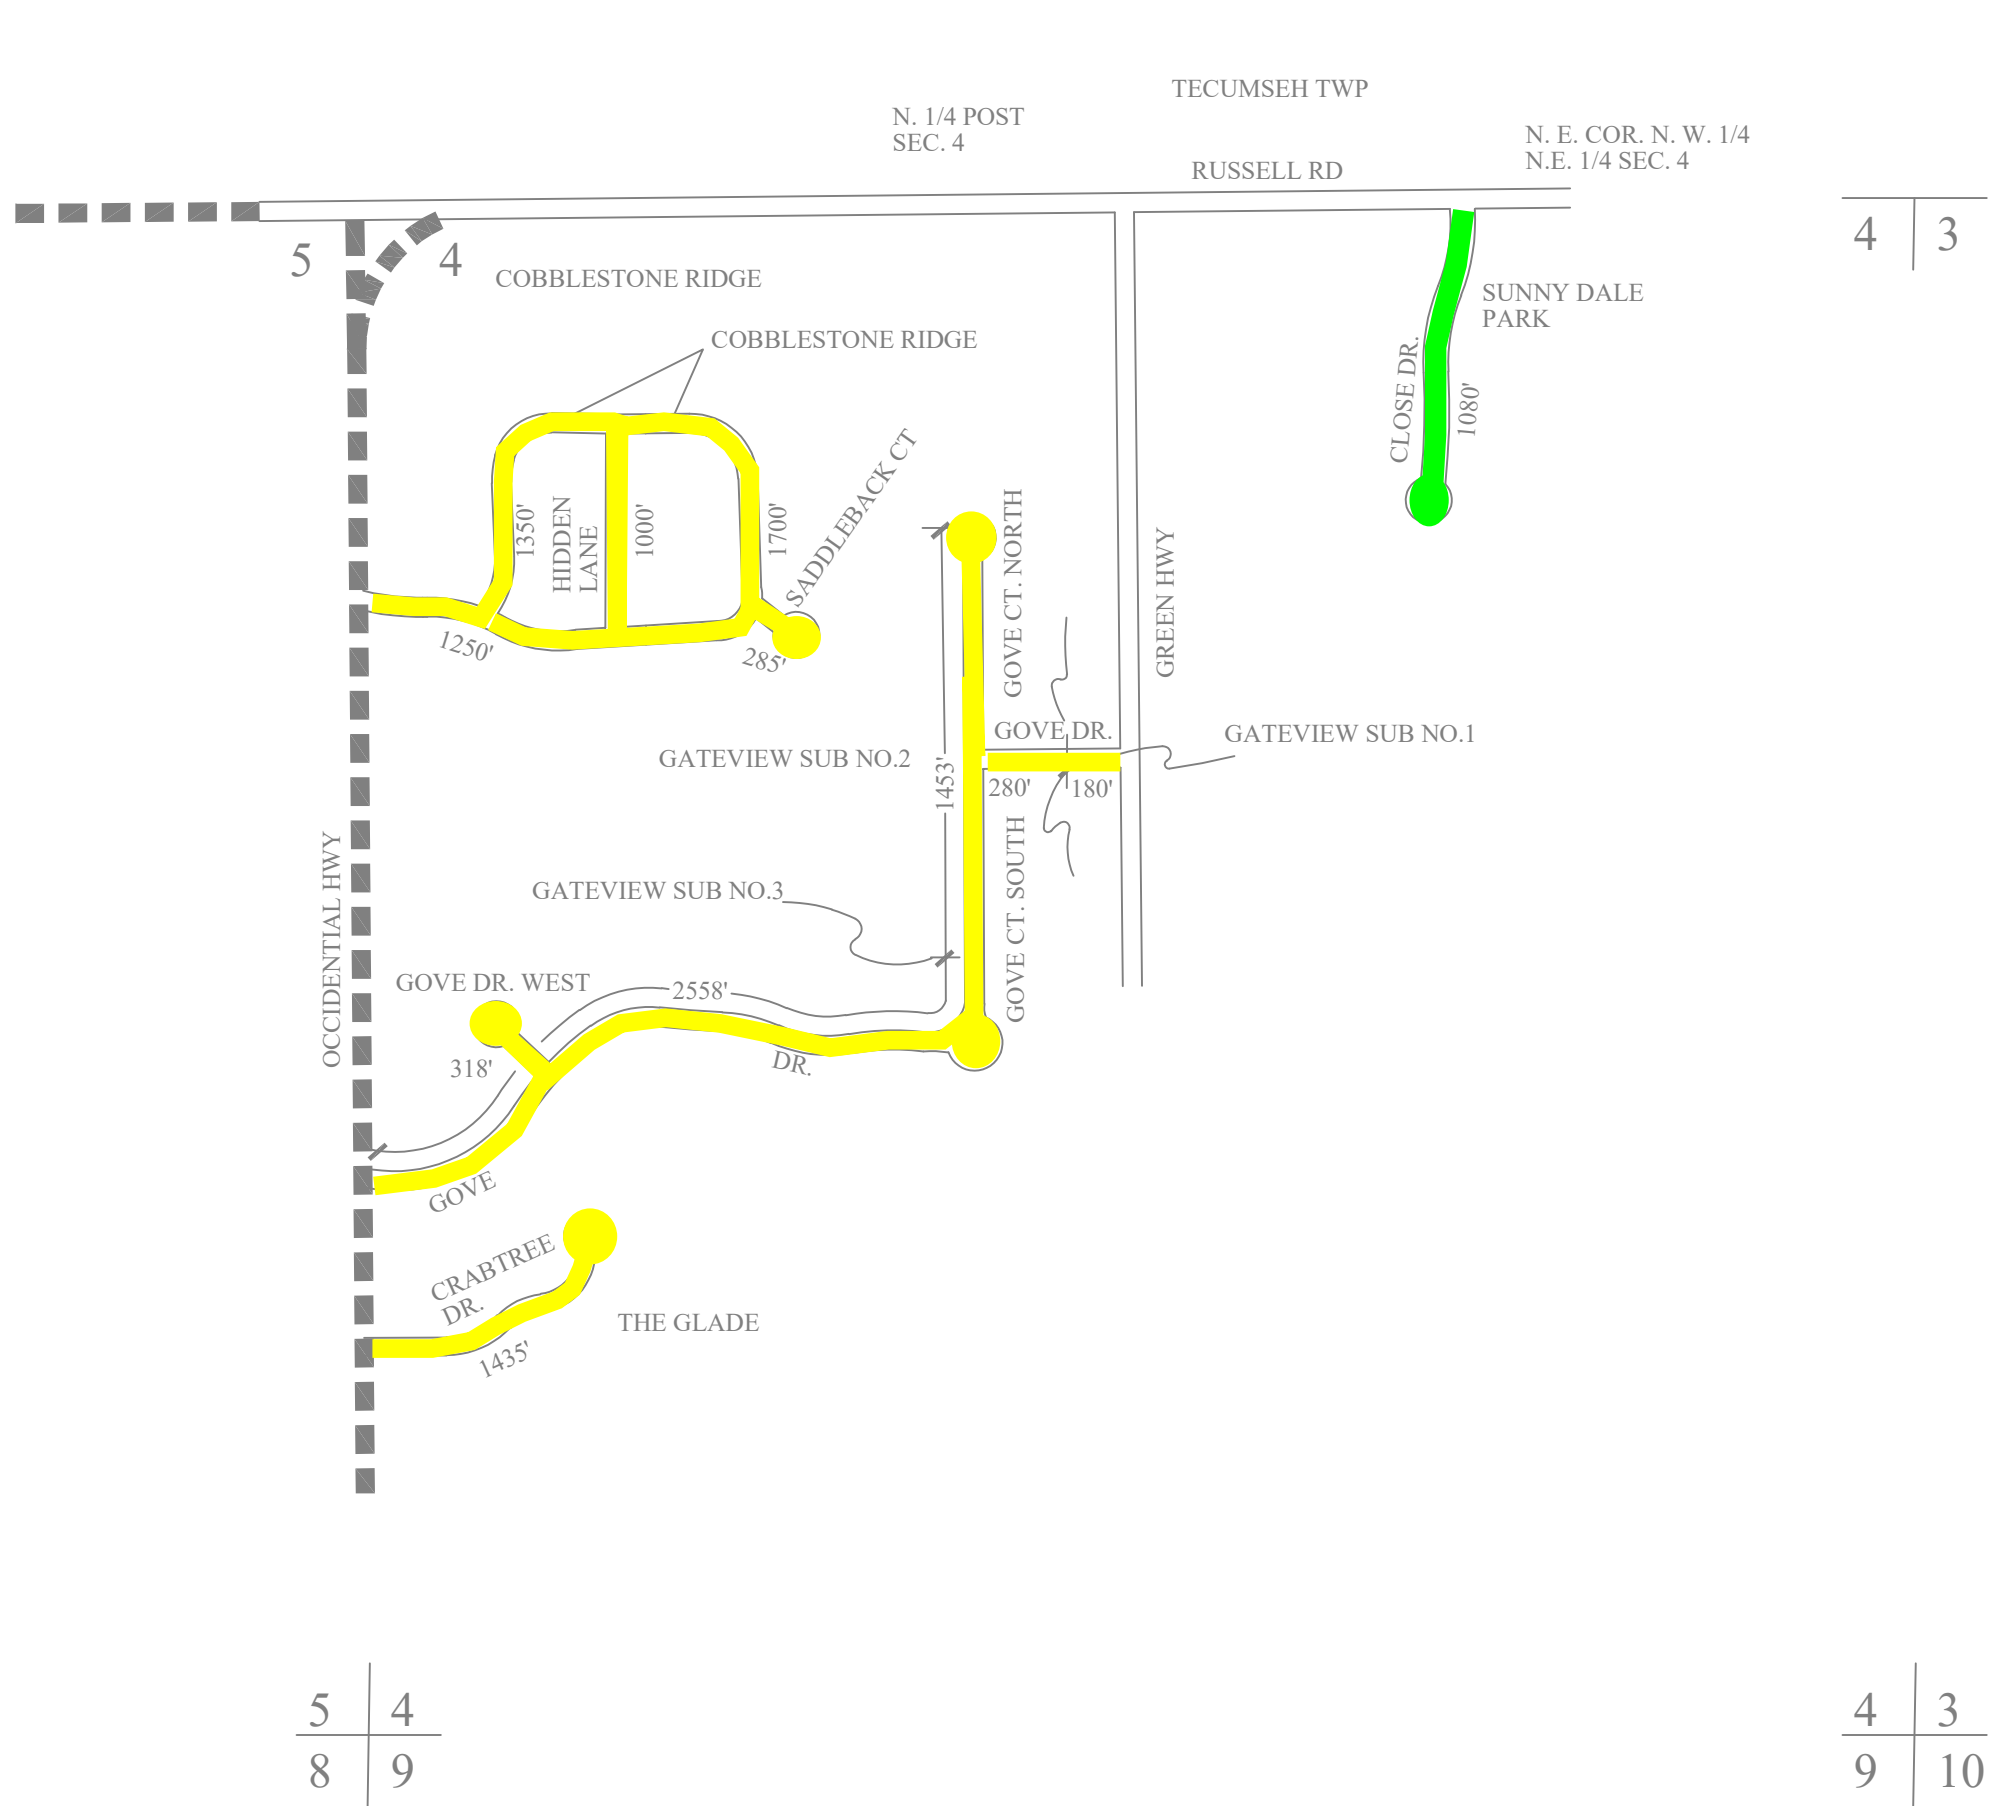 TECUMSEH TWP
N. 1/4 POST
SEC. 4
N. E. COR. N. W. 1/4
N.E. 1/4 SEC. 4
RUSSELL RD
5
4
4
3
COBBLESTONE RIDGE
SUNNY DALE
PARK
COBBLESTONE RIDGE
CLOSE DR.
1080'
SADDLEBACK CT
1350'
HIDDEN
LANE
1000'
1700'
GOVE CT. NORTH
GREEN HWY
1250'
285'
GOVE DR.
GATEVIEW SUB NO.1
GATEVIEW SUB NO.2
1453'
280'
180'
OCCIDENTIAL HWY
GATEVIEW SUB NO.3
GOVE CT. SOUTH
GOVE DR. WEST
2558'
318'
DR.
GOVE
CRABTREE
DR.
THE GLADE
1435'
5
4
8
9
4
3
9
10